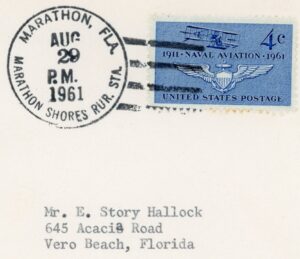 MARATHON, FLA.
AUG
29
P.M.
1961
MARATHON SHORES RUR. STA.
4c
1911 - NAVAL AVIATION - 1961
UNITED STATES POSTAGE
Mr. E. Story Hallock
645 Acacia Road
Vero Beach, Florida